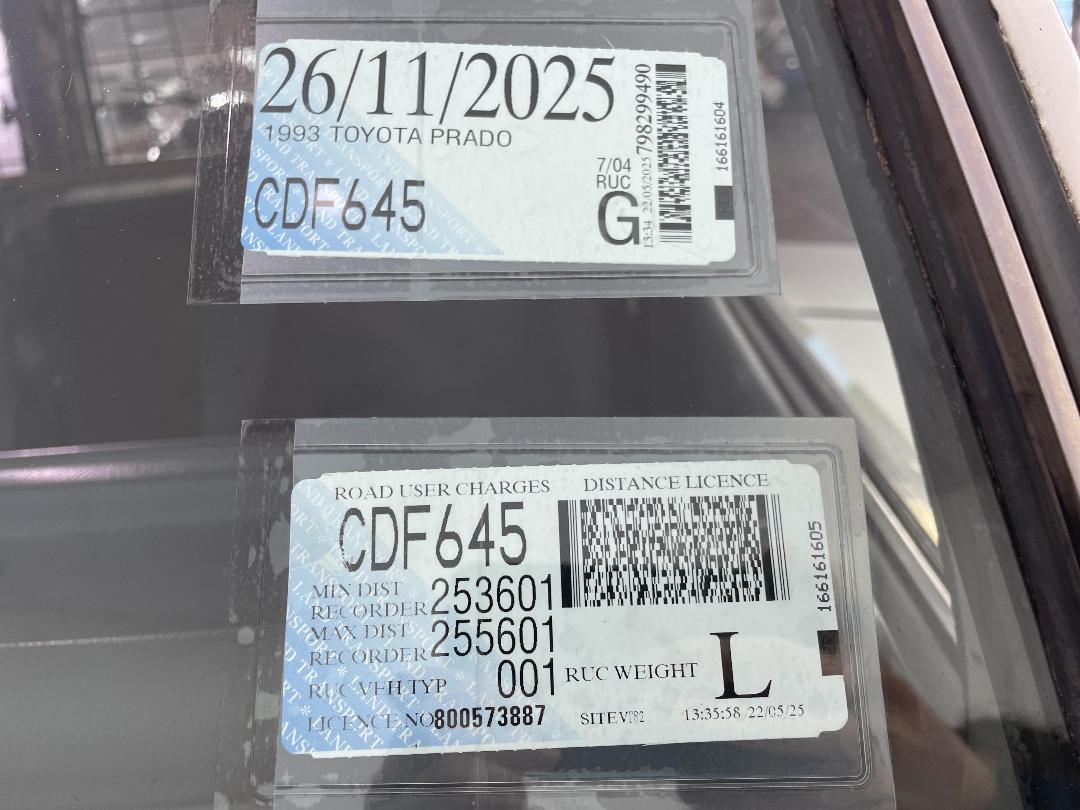 26/11/2025
1993 TOYOTA PRADO
CDF645
7/04
RUC
G
13:34 22/05/2025 798299490
166161604
ROAD USER CHARGES DISTANCE LICENCE
CDF645
MIN DIST
RECORDER 253601
MAX DIST
RECORDER 255601
RUC VEH TYP 001 RUC WEIGHT L
LICENCE NO 800573887 SITE VT82 13:35:58 22/05/25
166161605